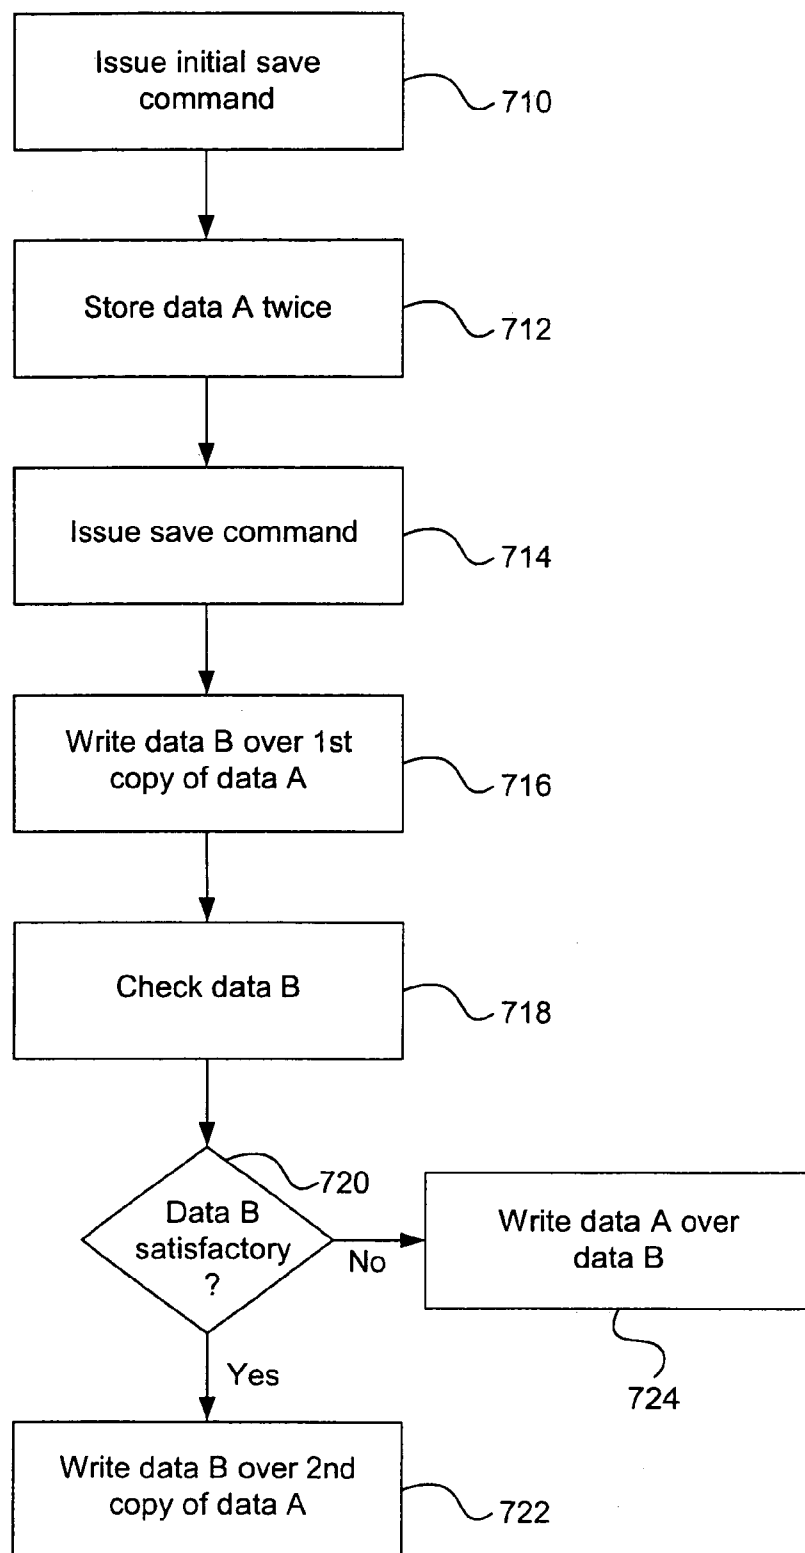 Issue initial save
command
710
Store data A twice
712
Issue save command
714
Write data B over 1st
copy of data A
716
Check data B
718
720
Data B
satisfactory
?
No
Write data A over
data B
724
Yes
Write data B over 2nd
copy of data A
722